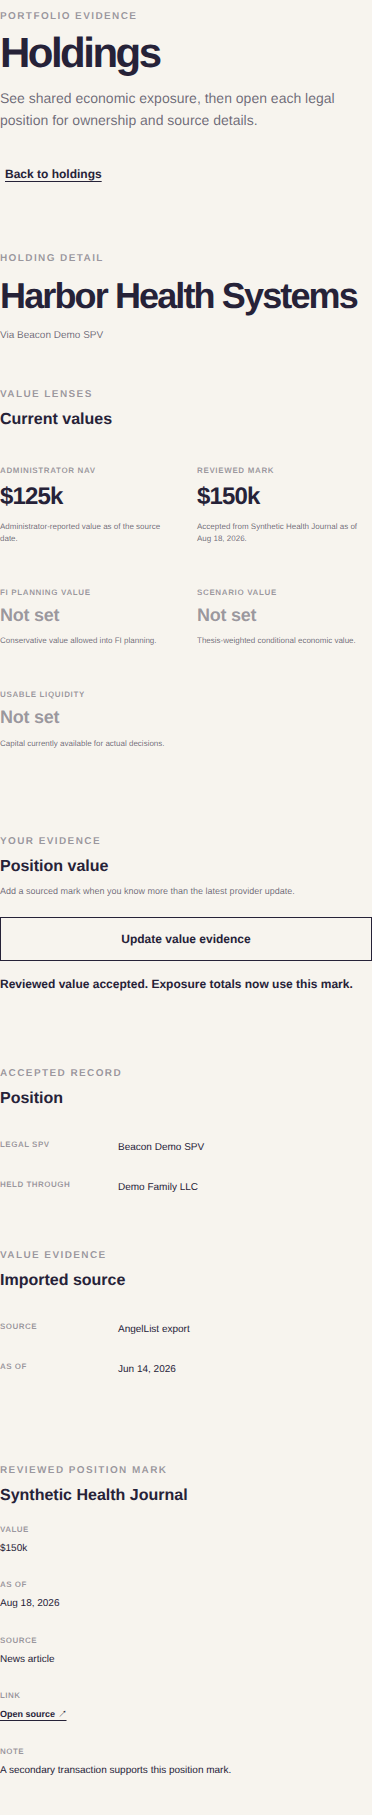 PORTFOLIO EVIDENCE
Holdings
See shared economic exposure, then open each legal
position for ownership and source details.
Back to holdings
HOLDING DETAIL
Harbor Health Systems
Via Beacon Demo SPV
VALUE LENSES
Current values
ADMINISTRATOR NAV
$125k
Administrator-reported value as of the source
date.
REVIEWED MARK
$150k
Accepted from Synthetic Health Journal as of
Aug 18, 2026.
FI PLANNING VALUE
Not set
Conservative value allowed into FI planning.
SCENARIO VALUE
Not set
Thesis-weighted conditional economic value.
USABLE LIQUIDITY
Not set
Capital currently available for actual decisions.
YOUR EVIDENCE
Position value
Add a sourced mark when you know more than the latest provider update.
Update value evidence
Reviewed value accepted. Exposure totals now use this mark.
ACCEPTED RECORD
Position
LEGAL SPV
Beacon Demo SPV
HELD THROUGH
Demo Family LLC
VALUE EVIDENCE
Imported source
SOURCE
AngelList export
AS OF
Jun 14, 2026
REVIEWED POSITION MARK
Synthetic Health Journal
VALUE
$150k
AS OF
Aug 18, 2026
SOURCE
News article
LINK
Open source ↗
NOTE
A secondary transaction supports this position mark.